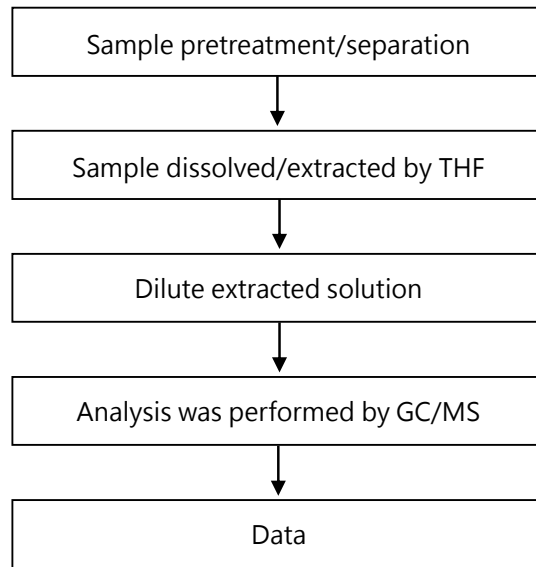 Sample pretreatment/separation
Sample dissolved/extracted by THF
Dilute extracted solution
Analysis was performed by GC/MS
Data